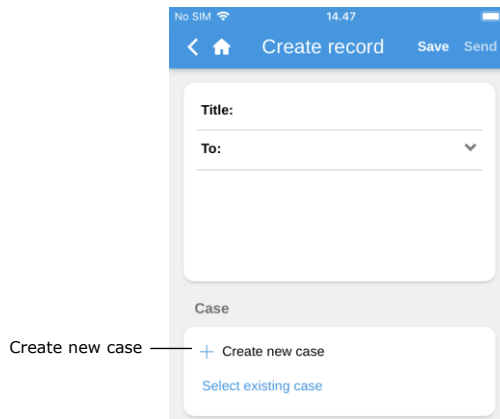 No SIM 14.47
Create record Save Send
Title:
To:
Case
Create new case
Create new case
Select existing case